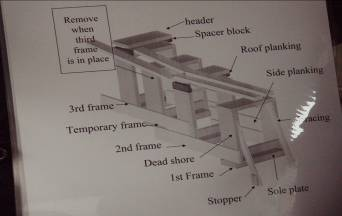 Remove
when
third
frame
is in place
header
Spacer block
Roof planking
Side planking
3rd frame
Temporary frame
2nd frame
Dead shore
1st Frame
Stopper
Sole plate